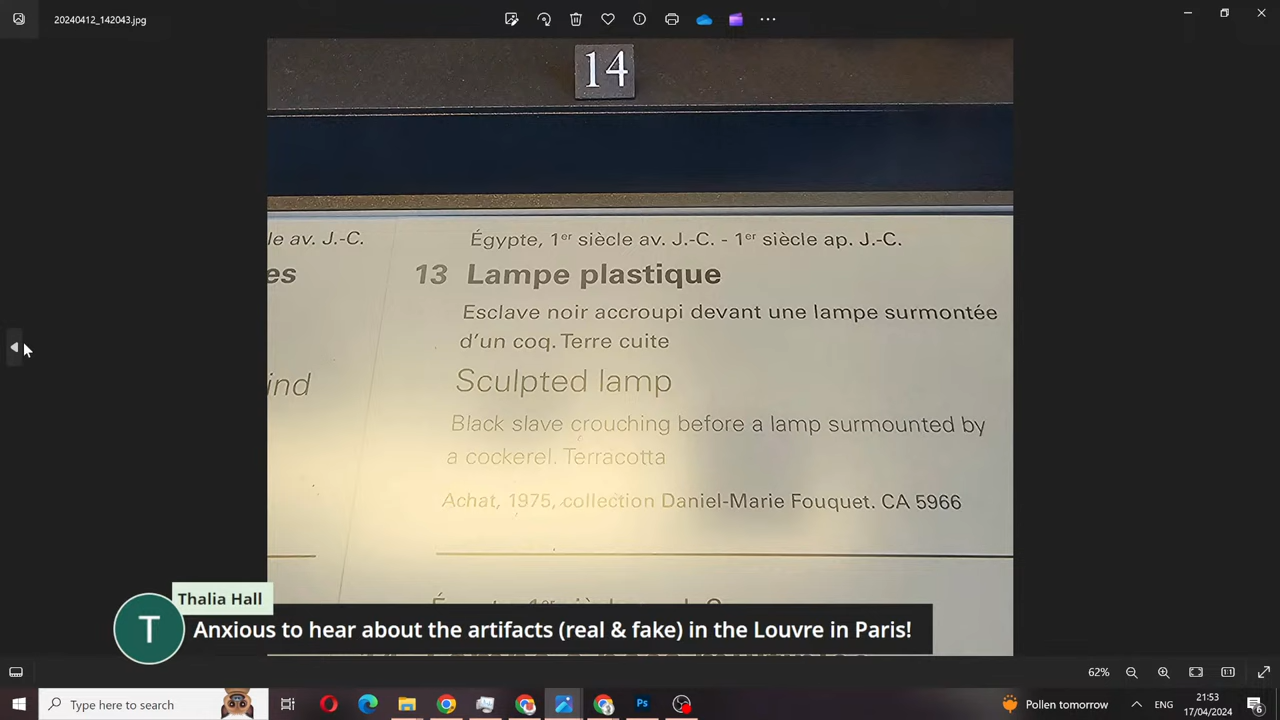 20240412_142043.jpg
14
le av. J.-C.
es
ind
Égypte, 1er siècle av. J.-C. - 1er siècle ap. J.-C.
13 Lampe plastique
Esclave noir accroupi devant une lampe surmontée
d'un coq. Terre cuite
Sculpted lamp
Black slave crouching before a lamp surmounted by
a cockerel. Terracotta
Achat, 1975, collection Daniel-Marie Fouquet. CA 5966
Thalia Hall
T
Anxious to hear about the artifacts (real & fake) in the Louvre in Paris!
62%
Type here to search
Ps
Pollen tomorrow
ENG
21:53
17/04/2024
6